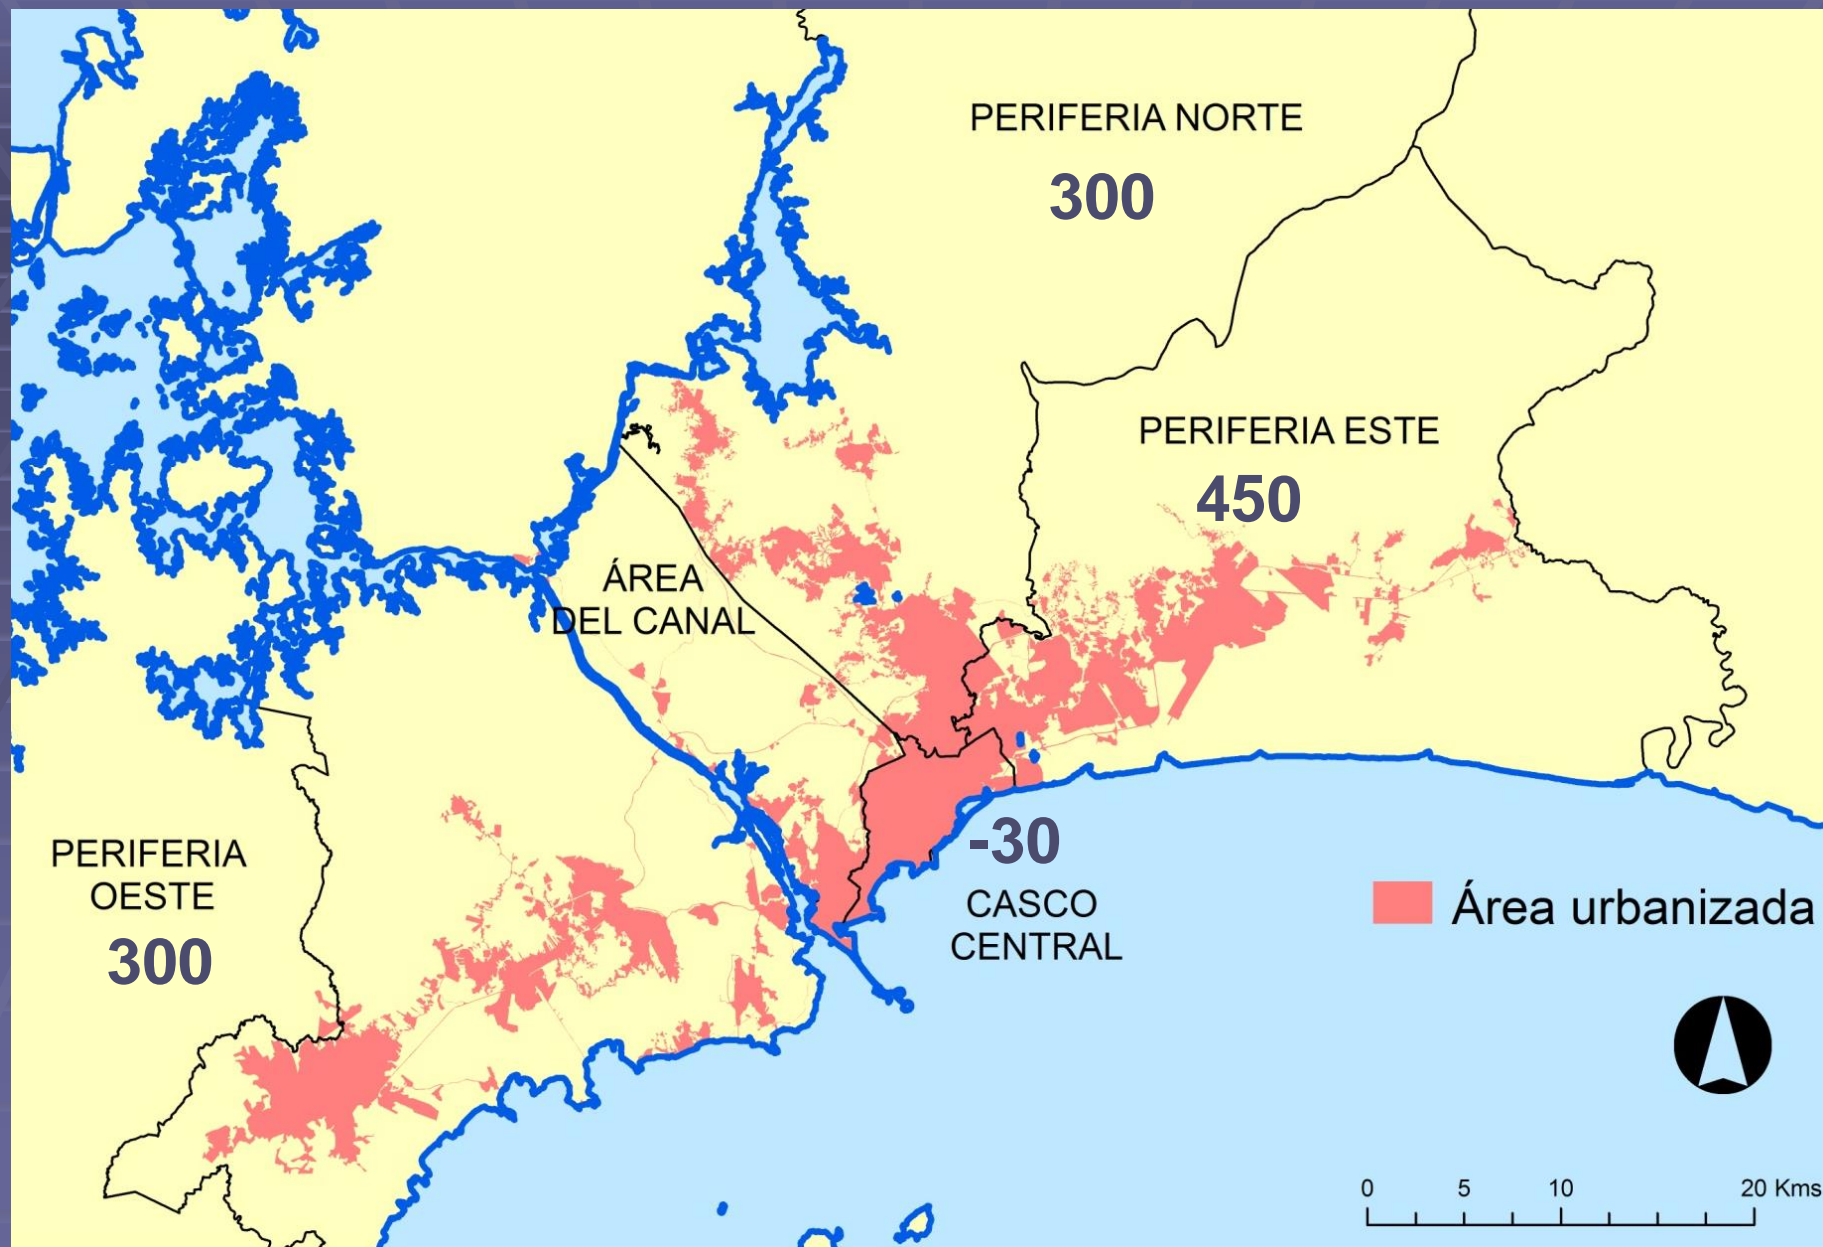 PERIFERIA NORTE
300
PERIFERIA ESTE
450
ÁREA
DEL CANAL
-30
CASCO
CENTRAL
PERIFERIA
OESTE
300
Área urbanizada
0 5 10 20 Kms